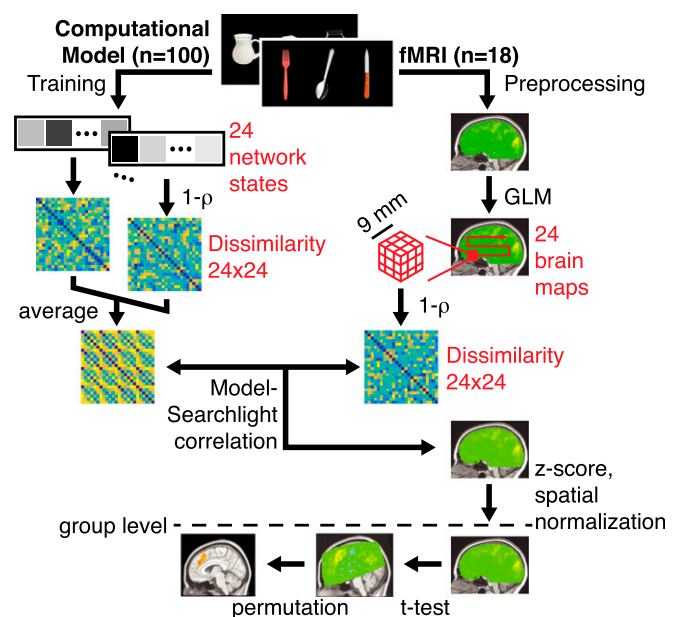 Computational
Model (n=100)
fMRI (n=18)
Training
Preprocessing
24
network
states
GLM
1-ρ
9 mm
24
brain
maps
Dissimilarity
24x24
average
1-ρ
Dissimilarity
24x24
Model-
Searchlight
correlation
z-score,
spatial
normalization
group level
permutation
t-test